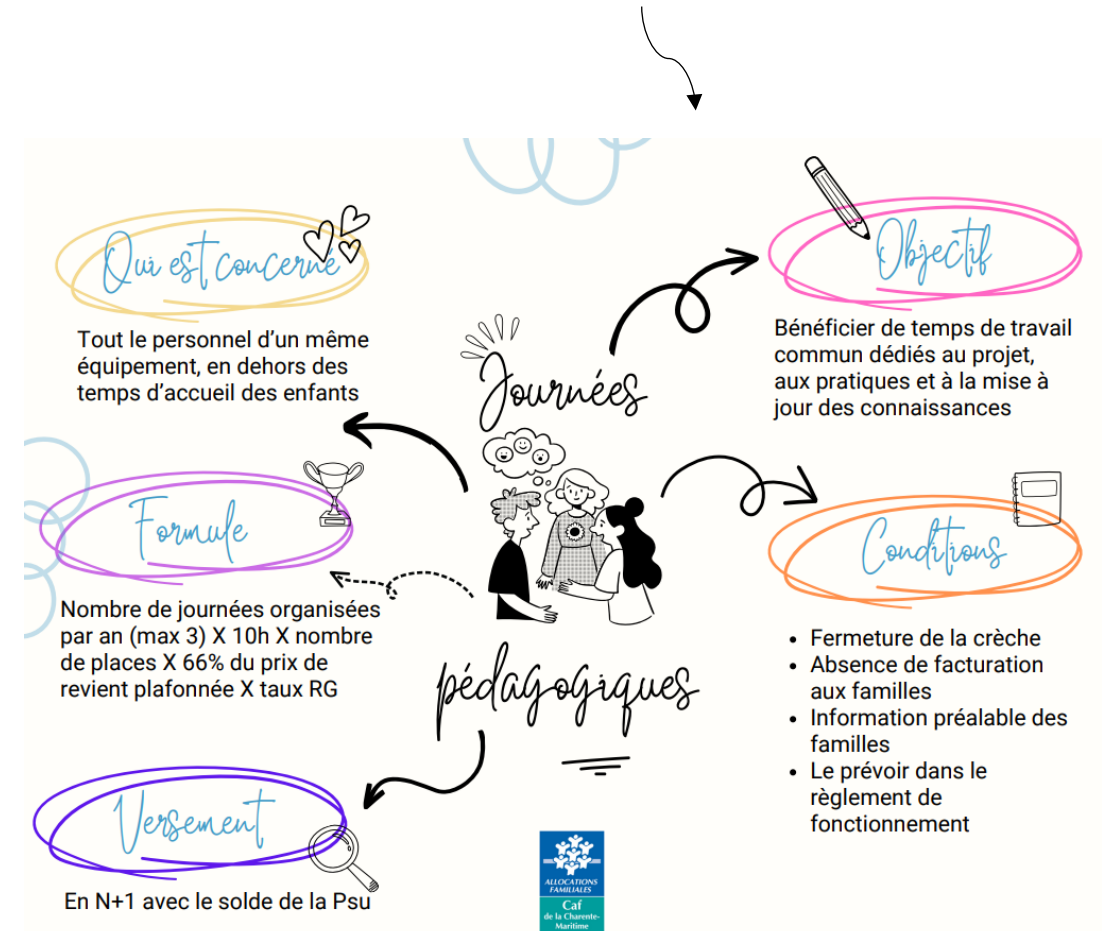 Journées
pédagogiques
Qui est concerné
Tout le personnel d’un même
équipement, en dehors des
temps d’accueil des enfants
Objectif
Bénéficier de temps de travail
commun dédiés au projet,
aux pratiques et à la mise à
jour des connaissances
Formule
Nombre de journées organisées
par an (max 3) X 10h X nombre
de places X 66% du prix de
revient plafonnée X taux RG
Conditions
• Fermeture de la crèche
• Absence de facturation
aux familles
• Information préalable des
familles
• Le prévoir dans le
règlement de
fonctionnement
Versement
En N+1 avec le solde de la Psu
ALLOCATIONS
FAMILIALES
Caf
de la Charente-
Maritime